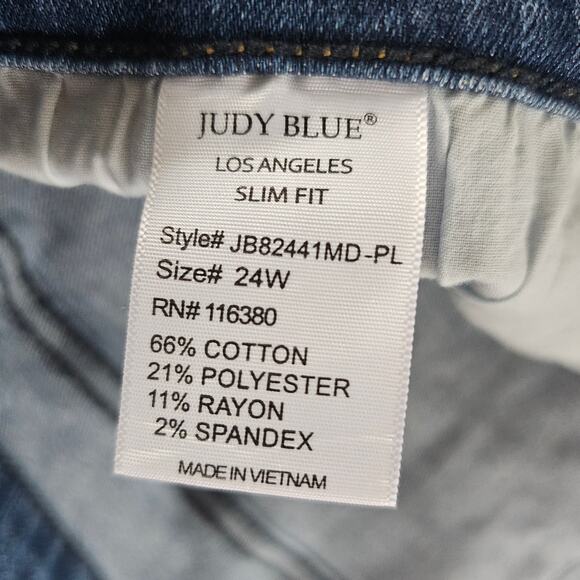 JUDY BLUE®
LOS ANGELES
SLIM FIT
Style# JB82441MD-PL
Size# 24W
RN# 116380
66% COTTON
21% POLYESTER
11% RAYON
2% SPANDEX
MADE IN VIETNAM